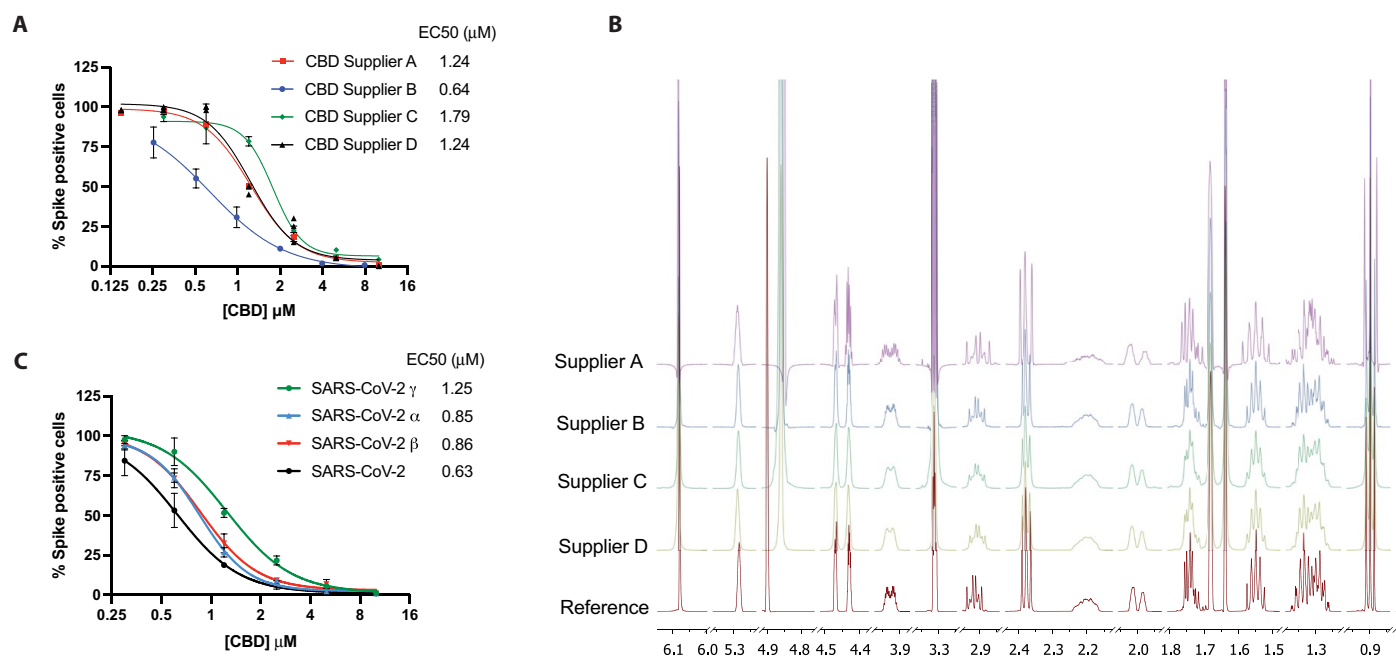 A
EC50 (µM)
CBD Supplier A 1.24
CBD Supplier B 0.64
CBD Supplier C 1.79
CBD Supplier D 1.24
% Spike positive cells
125
100
75
50
25
0
0.125 0.25 0.5 1 2 4 8 16
[CBD] µM
B
Supplier A
Supplier B
Supplier C
Supplier D
Reference
6.1 6.0 5.3 4.9 4.8 4.5 4.4 3.9 3.3 2.9 2.4 2.3 2.2 2.0 1.8 1.7 1.6 1.5 1.3 0.9
C
EC50 (µM)
SARS-CoV-2 γ 1.25
SARS-CoV-2 α 0.85
SARS-CoV-2 β 0.86
SARS-CoV-2 0.63
% Spike positive cells
125
100
75
50
25
0
0.25 0.5 1 2 4 8 16
[CBD] µM